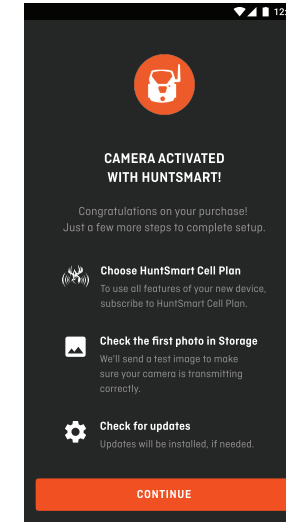 12:
CAMERA ACTIVATED
WITH HUNTSMART!
Congratulations on your purchase!
Just a few more steps to complete setup.
Choose HuntSmart Cell Plan
To use all features of your new device,
subscribe to HuntSmart Cell Plan.
Check the first photo in Storage
We'll send a test image to make
sure your camera is transmitting
correctly.
Check for updates
Updates will be installed, if needed.
CONTINUE